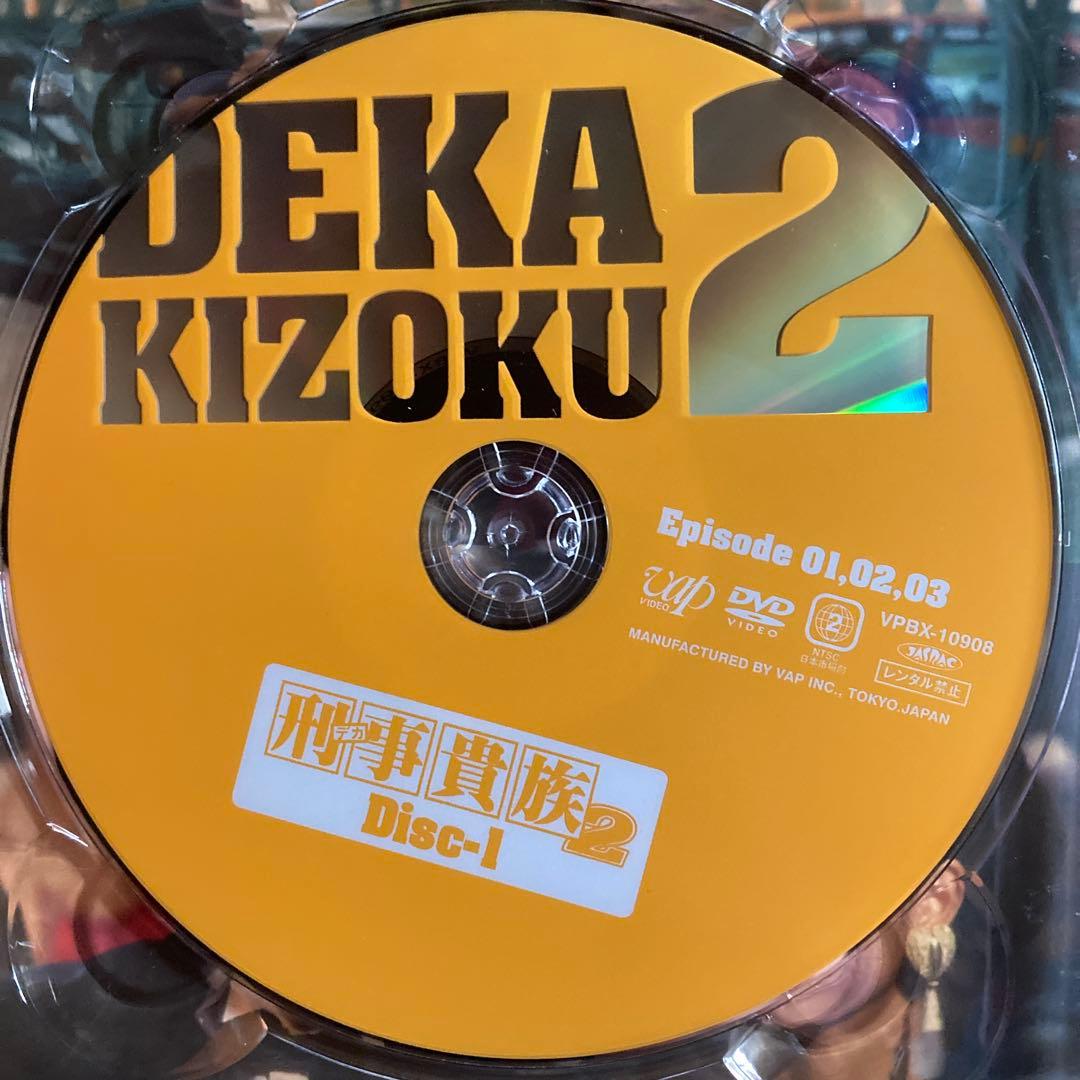 DEKA
KIZOKU
2
Episode 01,02,03
vap
VIDEO
DVD
VIDEO
2
NTSC
日本市場向
VPBX-10908
JASRAC
レンタル禁止
MANUFACTURED BY VAP INC., TOKYO.JAPAN
刑事貴族2
デカ
Disc-1